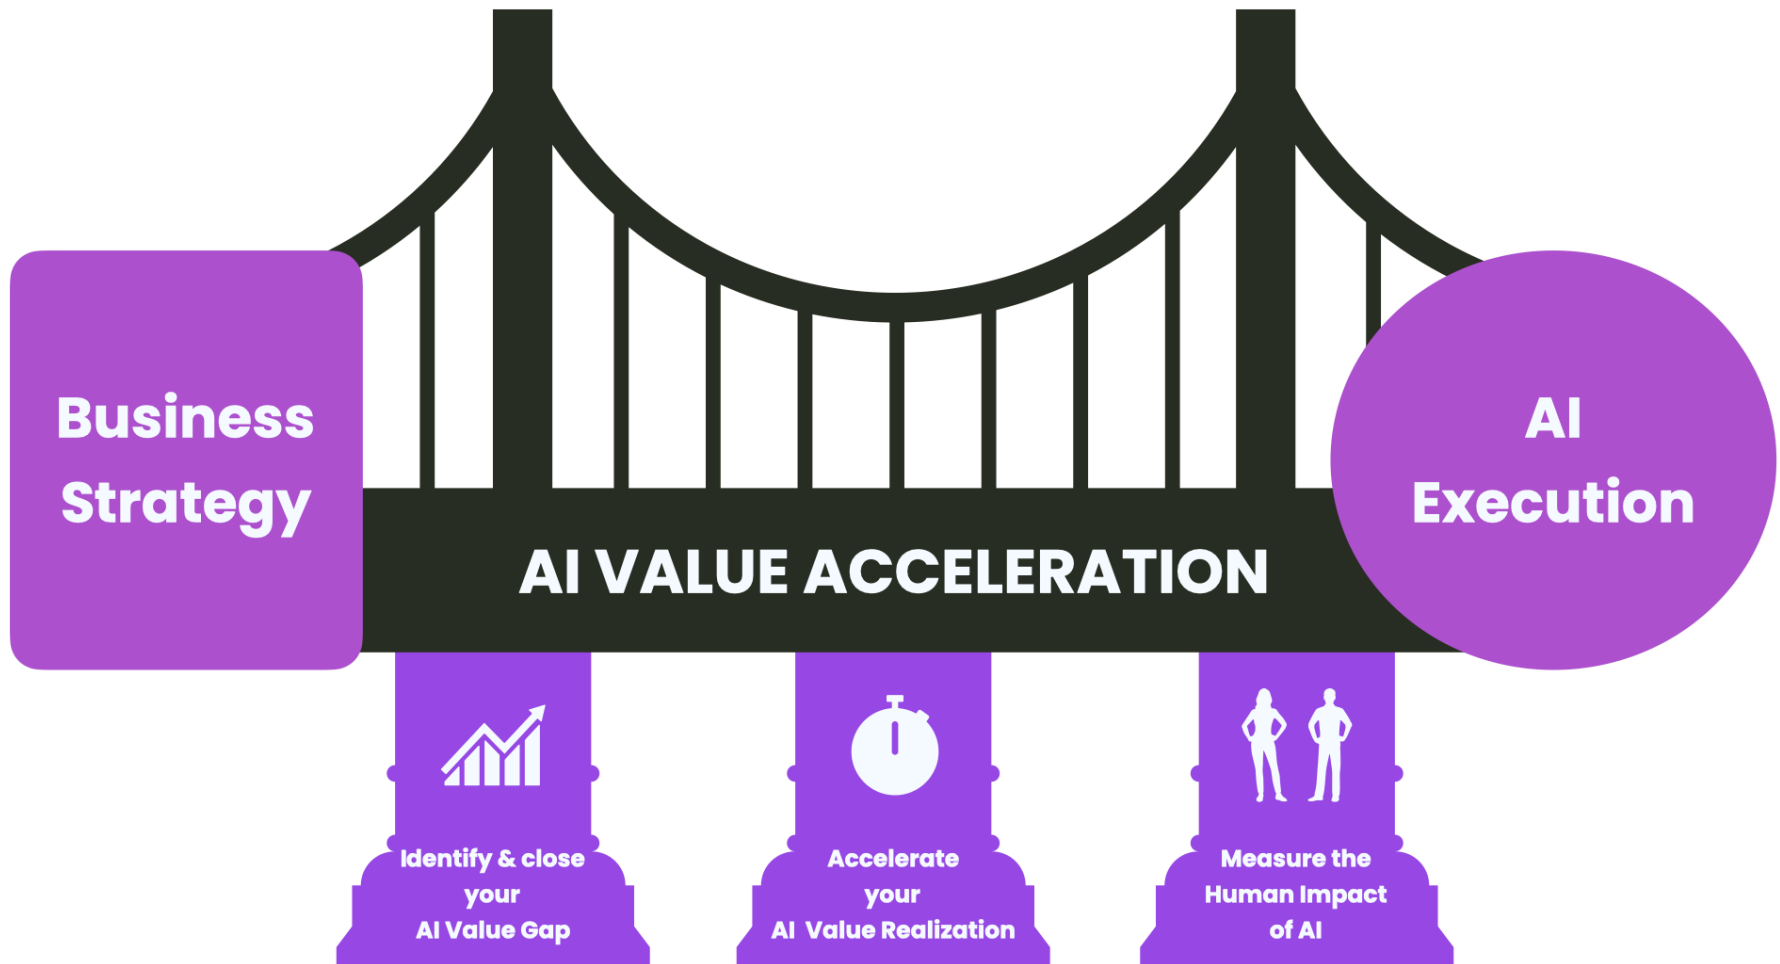 Business
Strategy
AI
Execution
AI VALUE ACCELERATION
Identify & close
your
AI Value Gap
Accelerate
your
AI Value Realization
Measure the
Human Impact
of AI